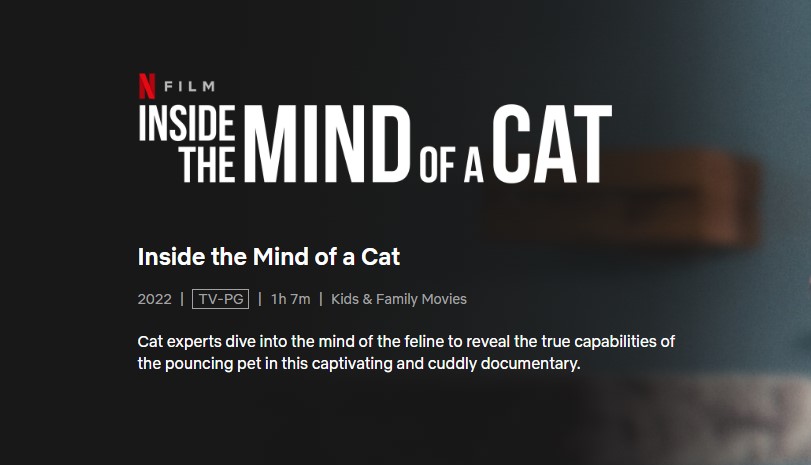 N FILM
INSIDE
THE MIND OF A CAT
Inside the Mind of a Cat
2022 | TV-PG | 1h 7m | Kids & Family Movies
Cat experts dive into the mind of the feline to reveal the true capabilities of
the pouncing pet in this captivating and cuddly documentary.